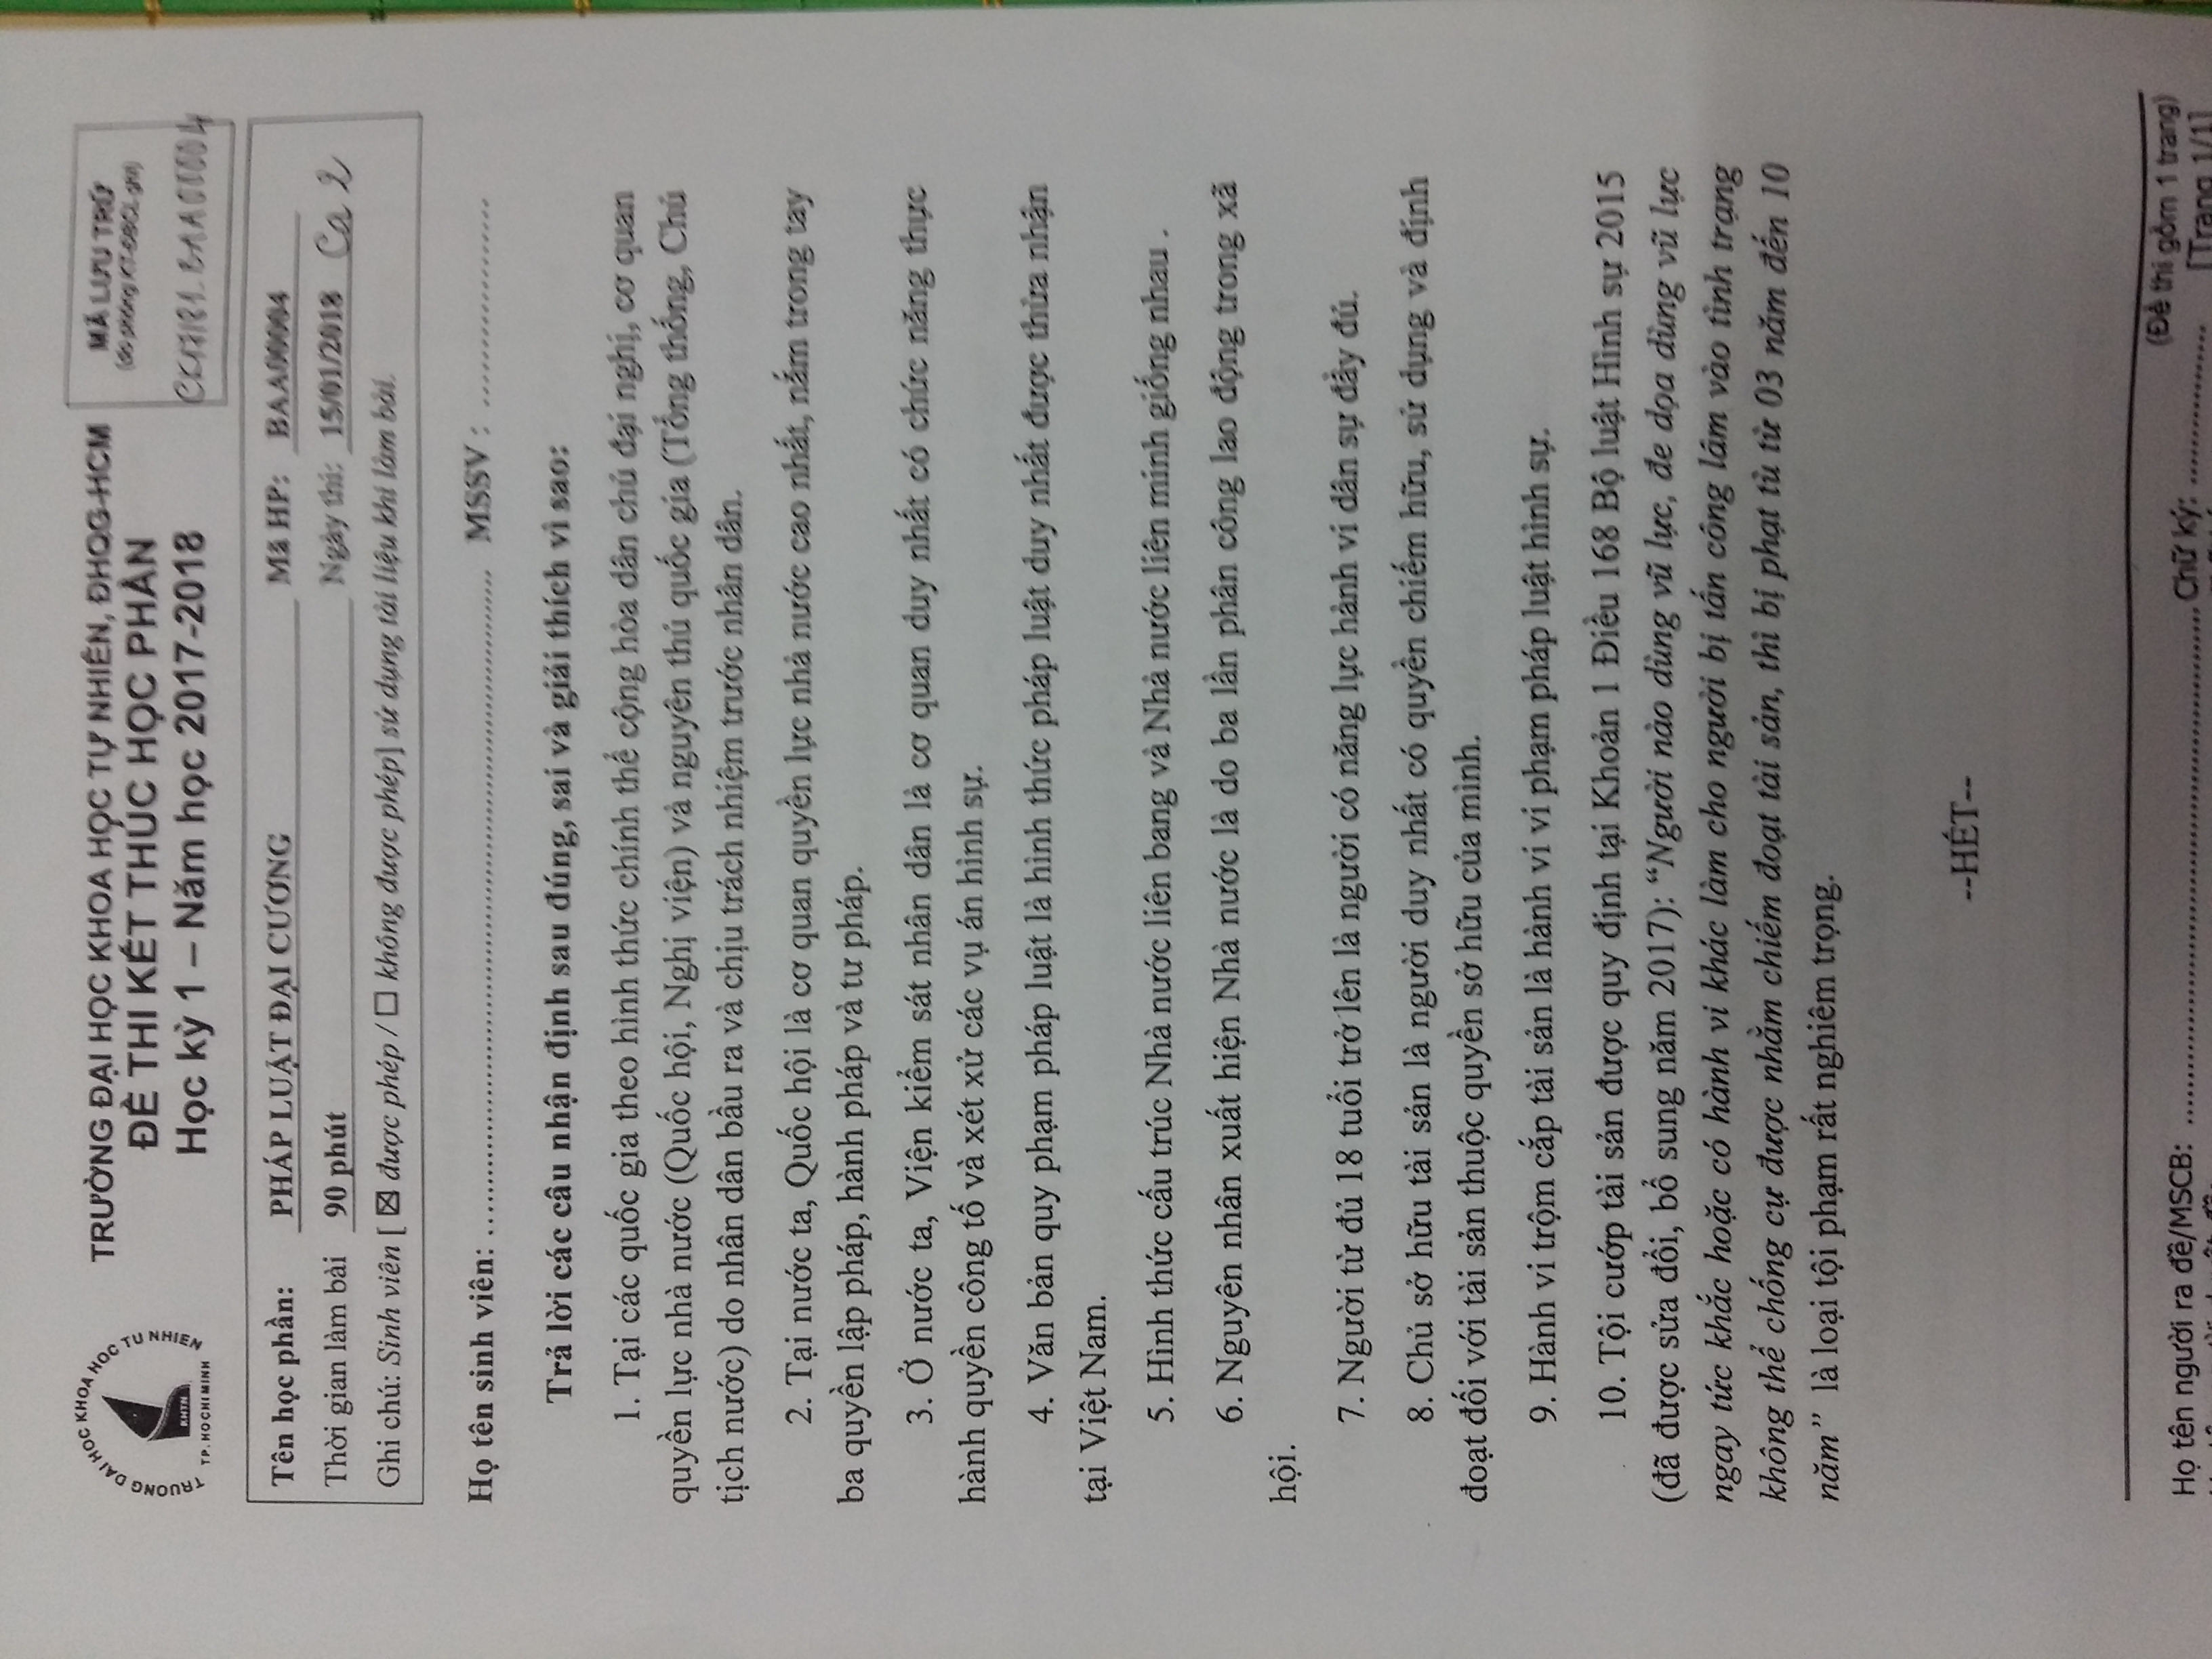 TRUONG DAI HOC KHOA HOC TU NHIEN
KHTN
TP. HO CHI MINH
TRƯỜNG ĐẠI HỌC KHOA HỌC TỰ NHIÊN, ĐHQG-HCM
ĐỀ THI KẾT THÚC HỌC PHẦN
Học kỳ 1 – Năm học 2017-2018
MÃ LƯU TRỮ
(do phòng KT-ĐBCL ghi)
Tên học phần: PHÁP LUẬT ĐẠI CƯƠNG Mã HP: BAA00004
Thời gian làm bài 90 phút Ngày thi: 15/01/2018 Ca 2
Ghi chú: Sinh viên [ ☒ được phép / ☐ không được phép] sử dụng tài liệu khi làm bài.
Họ tên sinh viên: .................................................................... MSSV : ...................
Trả lời các câu nhận định sau đúng, sai và giải thích vì sao:
1. Tại các quốc gia theo hình thức chính thể cộng hòa dân chủ đại nghị, cơ quan
quyền lực nhà nước (Quốc hội, Nghị viện) và nguyên thủ quốc gia (Tổng thống, Chủ
tịch nước) do nhân dân bầu ra và chịu trách nhiệm trước nhân dân.
2. Tại nước ta, Quốc hội là cơ quan quyền lực nhà nước cao nhất, nắm trong tay
ba quyền lập pháp, hành pháp và tư pháp.
3. Ở nước ta, Viện kiểm sát nhân dân là cơ quan duy nhất có chức năng thực
hành quyền công tố và xét xử các vụ án hình sự.
4. Văn bản quy phạm pháp luật là hình thức pháp luật duy nhất được thừa nhận
tại Việt Nam.
5. Hình thức cấu trúc Nhà nước liên bang và Nhà nước liên minh giống nhau .
6. Nguyên nhân xuất hiện Nhà nước là do ba lần phân công lao động trong xã
hội.
7. Người từ đủ 18 tuổi trở lên là người có năng lực hành vi dân sự đầy đủ.
8. Chủ sở hữu tài sản là người duy nhất có quyền chiếm hữu, sử dụng và định
đoạt đối với tài sản thuộc quyền sở hữu của mình.
9. Hành vi trộm cắp tài sản là hành vi vi phạm pháp luật hình sự.
10. Tội cướp tài sản được quy định tại Khoản 1 Điều 168 Bộ luật Hình sự 2015
(đã được sửa đổi, bổ sung năm 2017): “Người nào dùng vũ lực, đe dọa dùng vũ lực
ngay tức khắc hoặc có hành vi khác làm cho người bị tấn công lâm vào tình trạng
không thể chống cự được nhằm chiếm đoạt tài sản, thì bị phạt tù từ 03 năm đến 10
năm” là loại tội phạm rất nghiêm trọng.
--HẾT--
(Đề thi gồm 1 trang)
Họ tên người ra đề/MSCB: .................................................... Chữ ký: ................
[Trang 1/1]